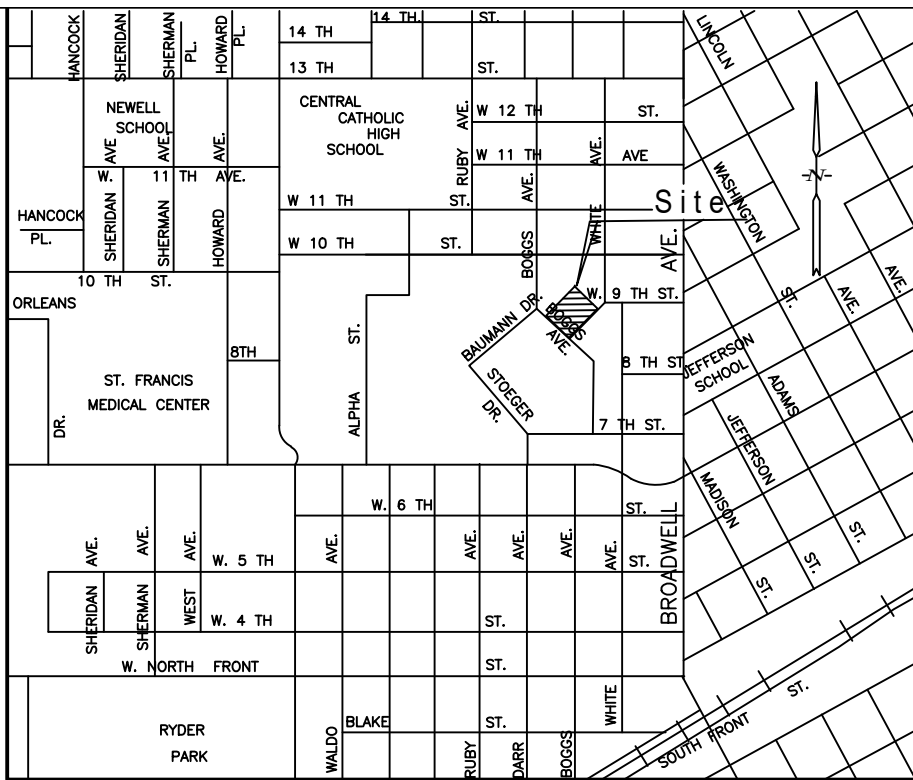 14 TH. ST.
14 TH
13 TH ST.
HANCOCK
SHERIDAN
SHERMAN
PL.
HOWARD
PL.
LINCOLN
NEWELL
SCHOOL
CENTRAL
CATHOLIC
HIGH
SCHOOL
RUBY AVE.
W 12 TH ST.
W 11 TH AVE
AVE
AVE.
AVE.
W. 11 TH AVE.
SHERIDAN
SHERMAN
HOWARD
HANCOCK
PL.
W 11 TH ST.
W 10 TH ST.
BOGGS AVE.
WHITE AVE.
Site
WASHINGTON
ST.
-N-
10 TH ST.
ORLEANS
DR.
8TH
ST. FRANCIS
MEDICAL CENTER
ALPHA ST.
BAUMANN DR.
BOGGS
AVE.
W. 9 TH ST.
STOEGER
DR.
8 TH ST
7 TH ST.
JEFFERSON
SCHOOL
AVE.
AVE.
ADAMS
ST.
JEFFERSON
ST.
MADISON
ST.
BROADWELL AVE.
W. 6 TH ST.
AVE.
AVE.
AVE.
W. 5 TH ST.
AVE.
AVE.
AVE.
AVE.
AVE.
SHERIDAN
SHERMAN
WEST
W. 4 TH ST.
W. NORTH FRONT ST.
RYDER
PARK
WALDO
BLAKE ST.
RUBY
DARR
BOGGS
WHITE
SOUTH FRONT ST.